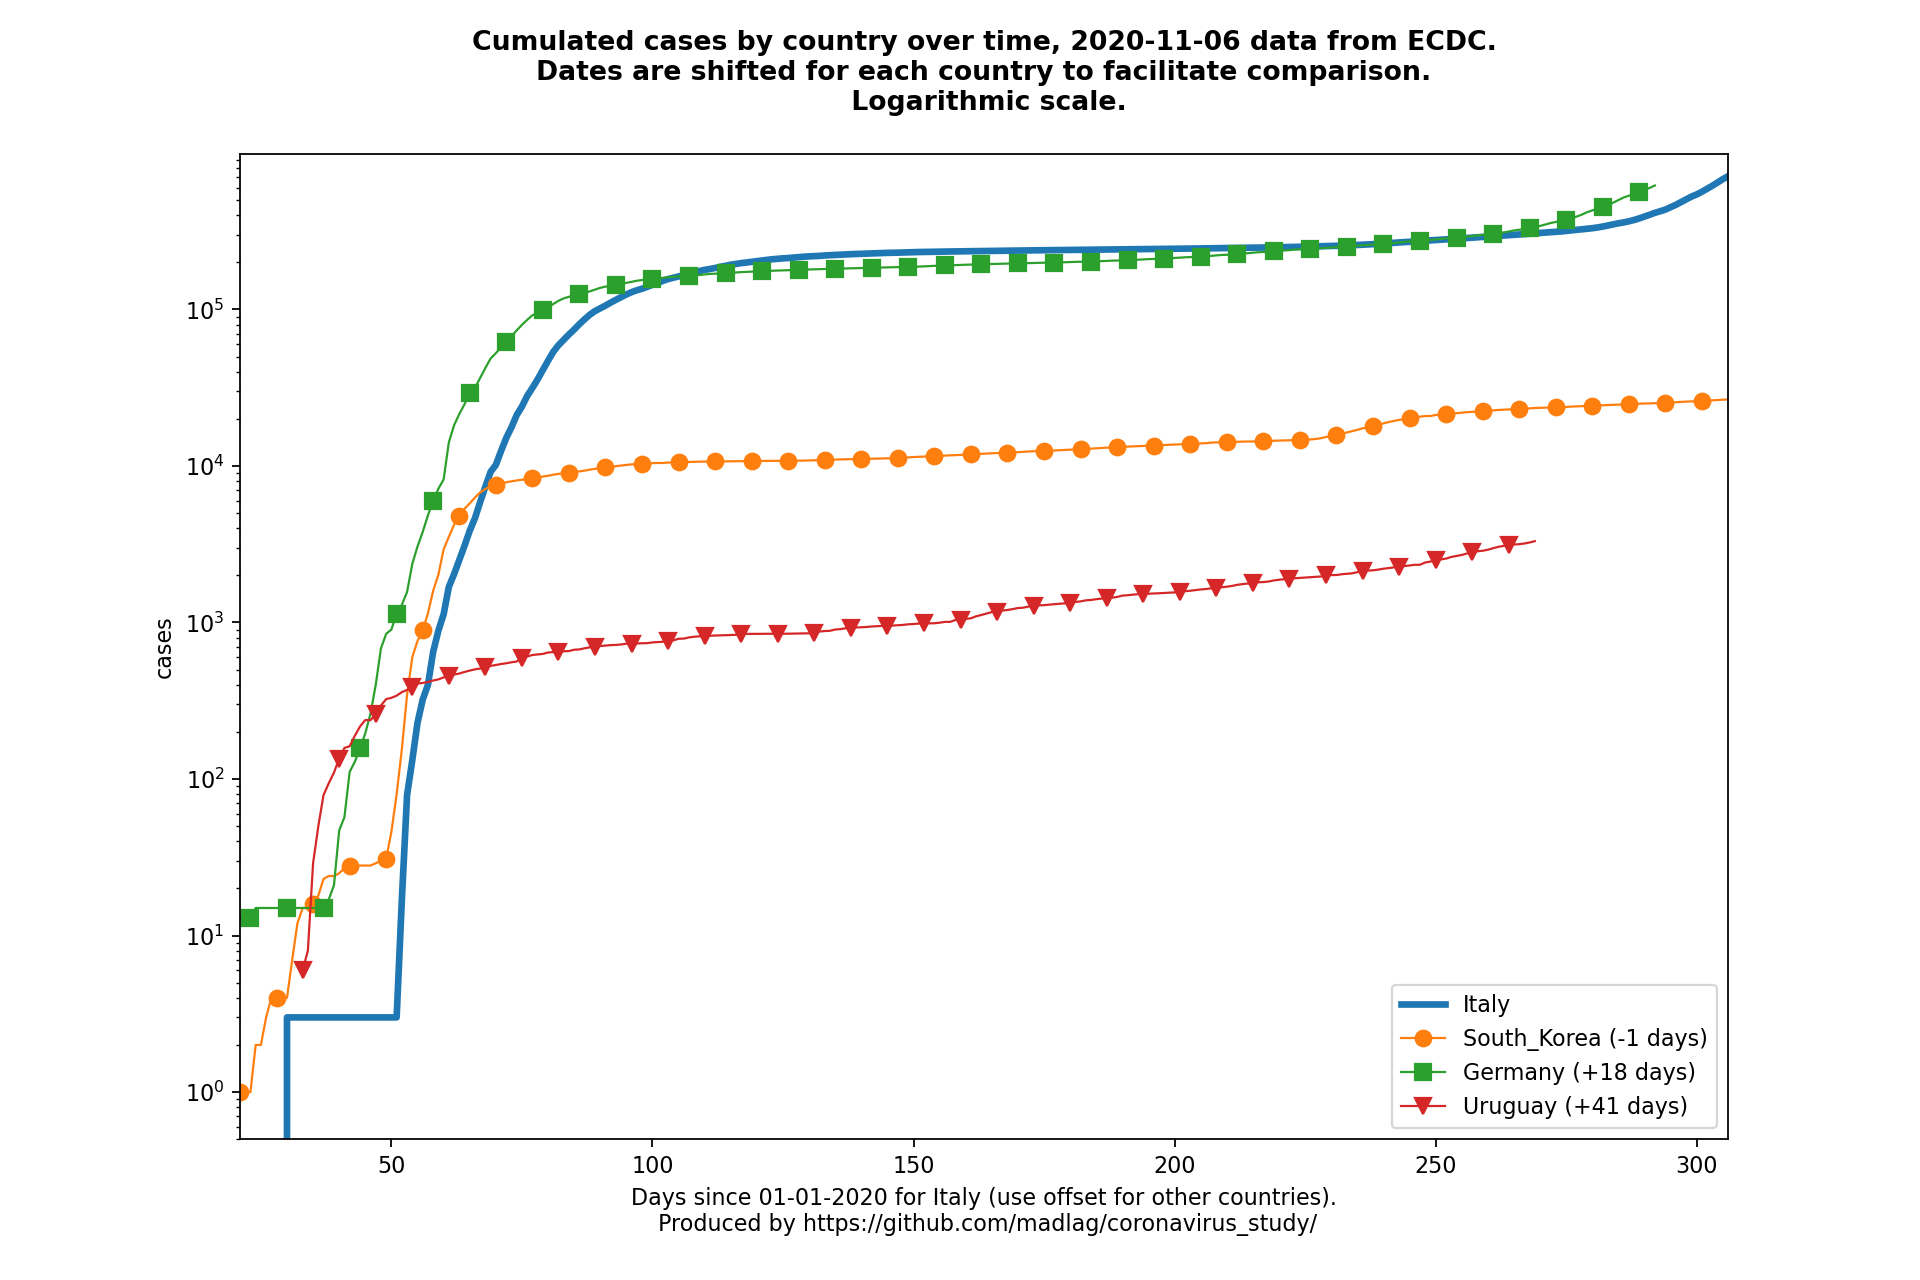 Cumulated cases by country over time, 2020-11-06 data from ECDC.
Dates are shifted for each country to facilitate comparison.
Logarithmic scale.
cases
10^5
10^4
10^3
10^2
10^1
10^0
50 100 150 200 250 300
Italy
South_Korea (-1 days)
Germany (+18 days)
Uruguay (+41 days)
Days since 01-01-2020 for Italy (use offset for other countries).
Produced by https://github.com/madlag/coronavirus_study/